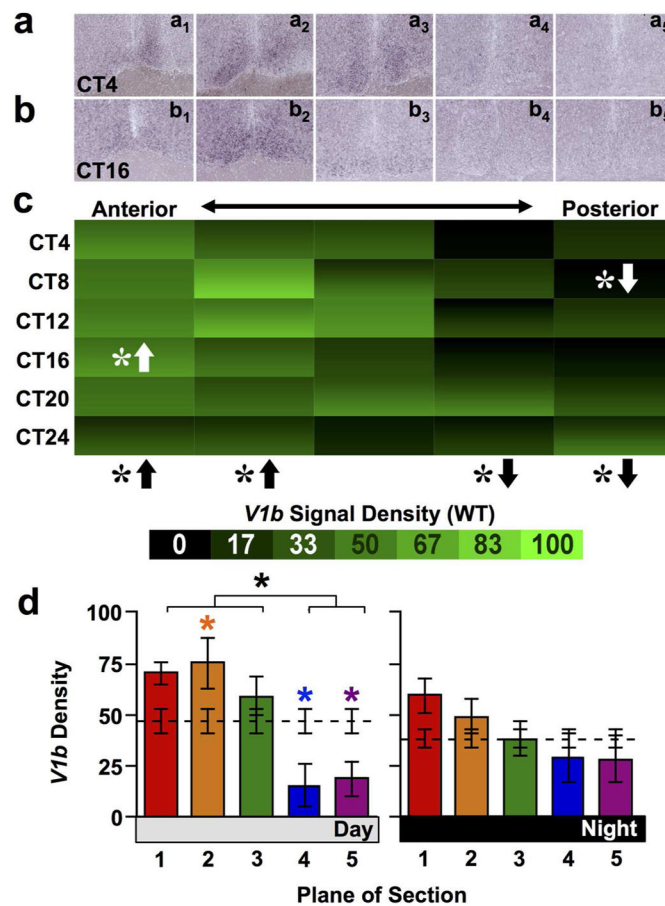 a
a1 a2 a3 a4 a5
CT4
b
b1 b2 b3 b4 b5
CT16
c
Anterior Posterior
CT4
CT8
*
CT12
CT16
*
CT20
CT24
* * * *
V1b Signal Density (WT)
0 17 33 50 67 83 100
d
*
* * *
V1b Density
100
75
50
25
0
Day Night
1 2 3 4 5 1 2 3 4 5
Plane of Section